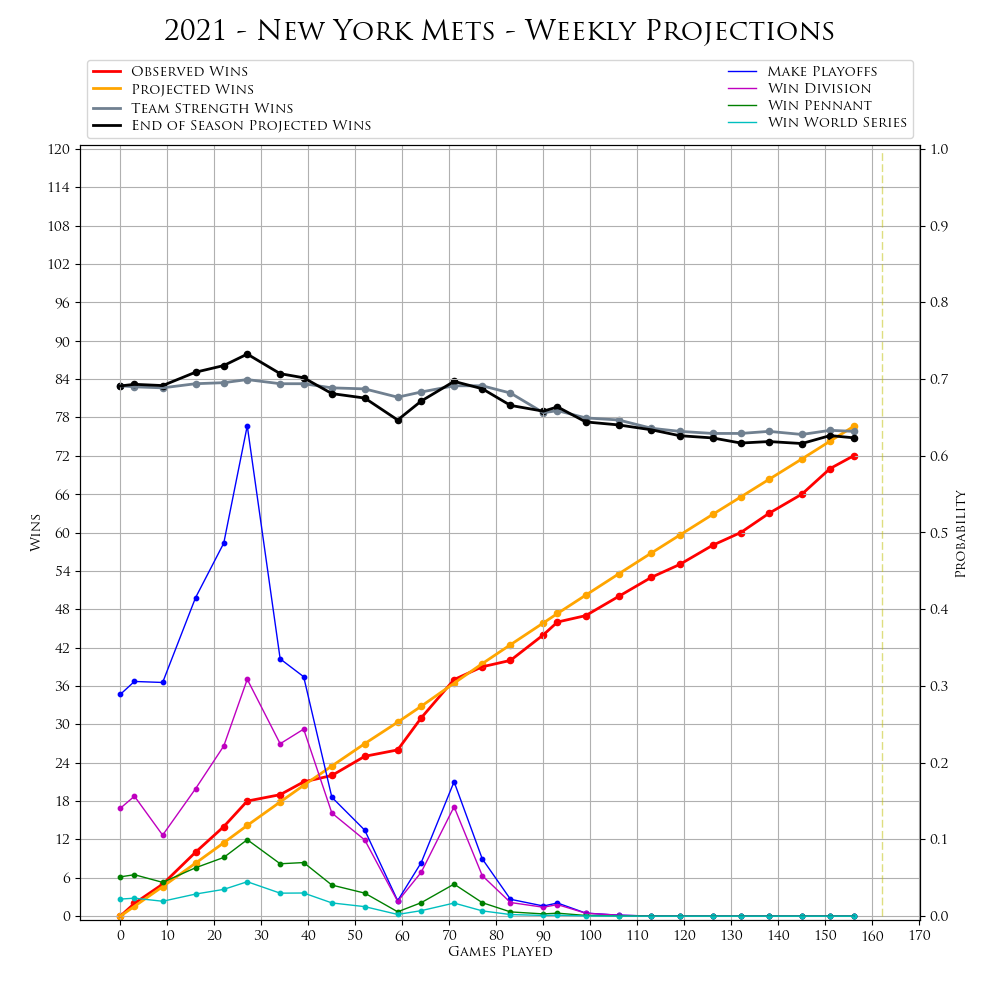 2021 - New York Mets - Weekly Projections
Observed Wins
Projected Wins
Team Strength Wins
End of Season Projected Wins
Make Playoffs
Win Division
Win Pennant
Win World Series
120
114
108
102
96
90
84
78
72
66
60
54
48
42
36
30
24
18
12
6
0
Wins
1.0
0.9
0.8
0.7
0.6
0.5
0.4
0.3
0.2
0.1
0.0
Probability
0 10 20 30 40 50 60 70 80 90 100 110 120 130 140 150 160 170
Games Played